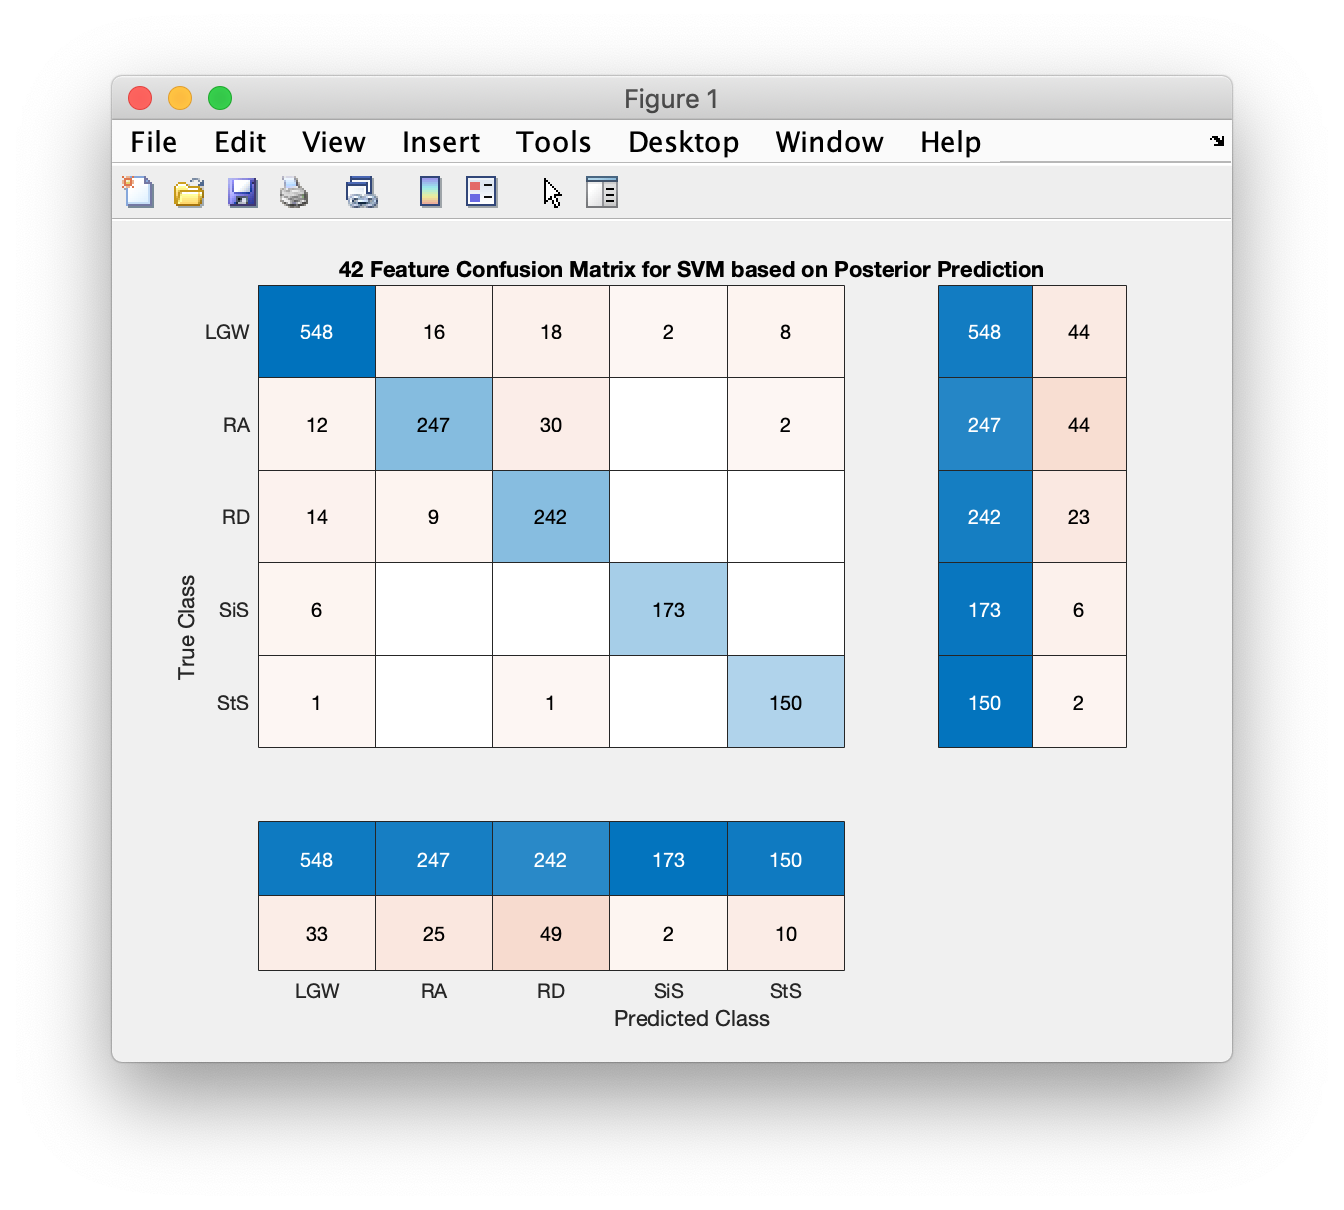 Figure 1
File Edit View Insert Tools Desktop Window Help
42 Feature Confusion Matrix for SVM based on Posterior Prediction
LGW 548 16 18 2 8 548 44
RA 12 247 30 2 247 44
RD 14 9 242 242 23
SiS 6 173 173 6
StS 1 1 150 150 2
True Class
548 247 242 173 150
33 25 49 2 10
LGW RA RD SiS StS
Predicted Class